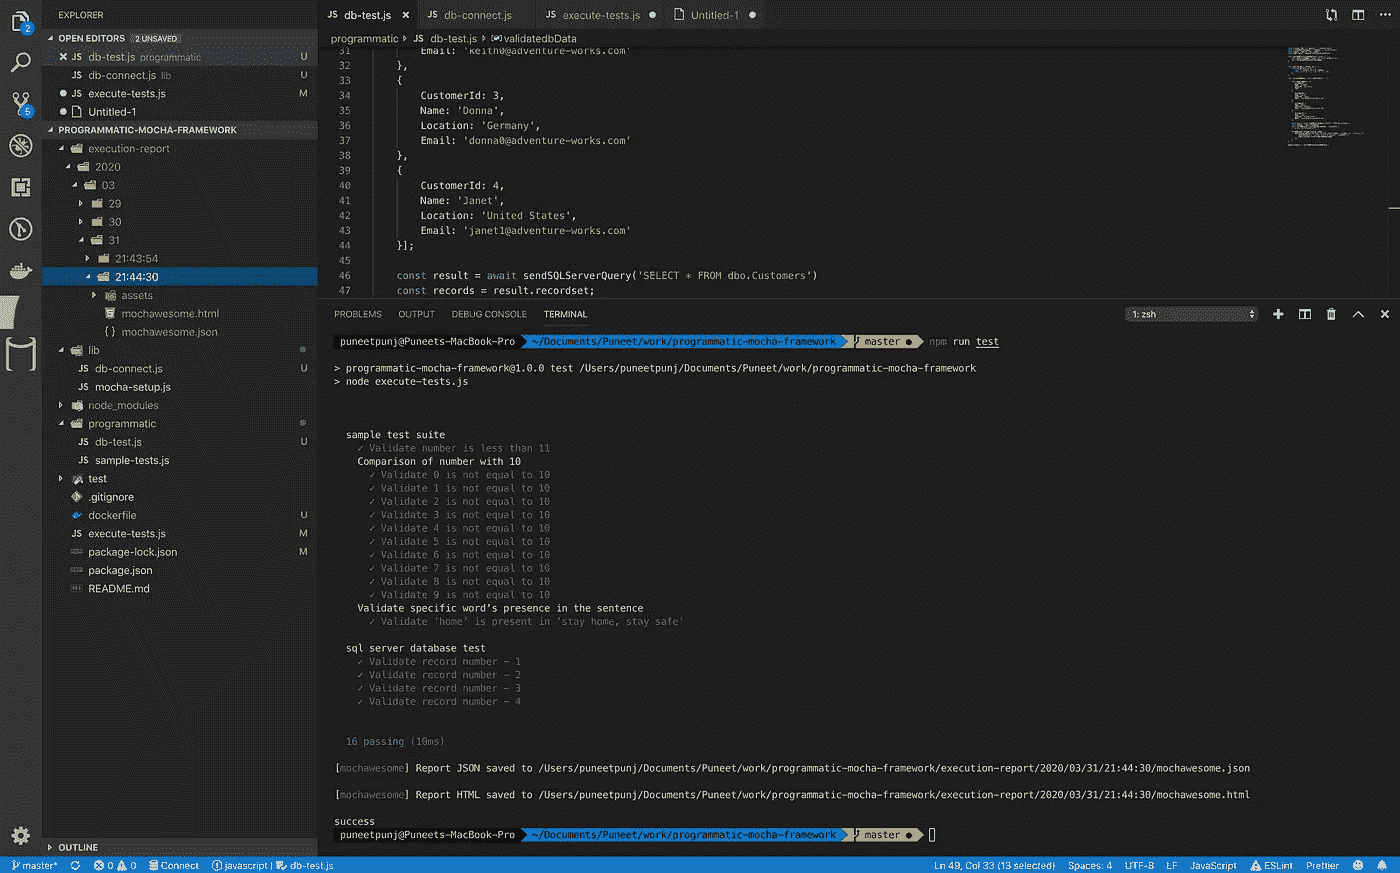 EXPLORER
OPEN EDITORS 2 UNSAVED
JS db-test.js programmatic U
JS db-connect.js lib U
JS execute-tests.js M
Untitled-1
PROGRAMMATIC-MOCHA-FRAMEWORK
execution-report
2020
03
29
30
31
21:43:54
21:44:30
assets
mochawesome.html
{ } mochawesome.json
lib
JS db-connect.js U
JS mocha-setup.js
node_modules
programmatic
JS db-test.js U
JS sample-tests.js
test
.gitignore
dockerfile U
JS execute-tests.js M
package-lock.json M
package.json
README.md
OUTLINE
2
5
JS db-test.js
JS db-connect.js
JS execute-tests.js
Untitled-1
programmatic JS db-test.js validatedbData
31 Email: 'keith0@adventure-works.com'
32 },
33 {
34 CustomerId: 3,
35 Name: 'Donna',
36 Location: 'Germany',
37 Email: 'donna0@adventure-works.com'
38 },
39 {
40 CustomerId: 4,
41 Name: 'Janet',
42 Location: 'United States',
43 Email: 'janet1@adventure-works.com'
44 }];
45
46 const result = await sendSQLServerQuery('SELECT * FROM dbo.Customers')
47 const records = result.recordset;
PROBLEMS OUTPUT DEBUG CONSOLE TERMINAL 1: zsh
puneetpunj@Puneets-MacBook-Pro ~/Documents/Puneet/work/programmatic-mocha-framework master ● npm run test
> programmatic-mocha-framework@1.0.0 test /Users/puneetpunj/Documents/Puneet/work/programmatic-mocha-framework
> node execute-tests.js
sample test suite
✓ Validate number is less than 11
Comparison of number with 10
✓ Validate 0 is not equal to 10
✓ Validate 1 is not equal to 10
✓ Validate 2 is not equal to 10
✓ Validate 3 is not equal to 10
✓ Validate 4 is not equal to 10
✓ Validate 5 is not equal to 10
✓ Validate 6 is not equal to 10
✓ Validate 7 is not equal to 10
✓ Validate 8 is not equal to 10
✓ Validate 9 is not equal to 10
Validate specific word's presence in the sentence
✓ Validate 'home' is present in 'stay home, stay safe'
sql server database test
✓ Validate record number - 1
✓ Validate record number - 2
✓ Validate record number - 3
✓ Validate record number - 4
16 passing (10ms)
[mochawesome] Report JSON saved to /Users/puneetpunj/Documents/Puneet/work/programmatic-mocha-framework/execution-report/2020/03/31/21:44:30/mochawesome.json
[mochawesome] Report HTML saved to /Users/puneetpunj/Documents/Puneet/work/programmatic-mocha-framework/execution-report/2020/03/31/21:44:30/mochawesome.html
success
puneetpunj@Puneets-MacBook-Pro ~/Documents/Puneet/work/programmatic-mocha-framework master ●
master* 0 0 Connect javascript | db-test.js Ln 49, Col 33 (13 selected) Spaces: 4 UTF-8 LF JavaScript ESLint Prettier